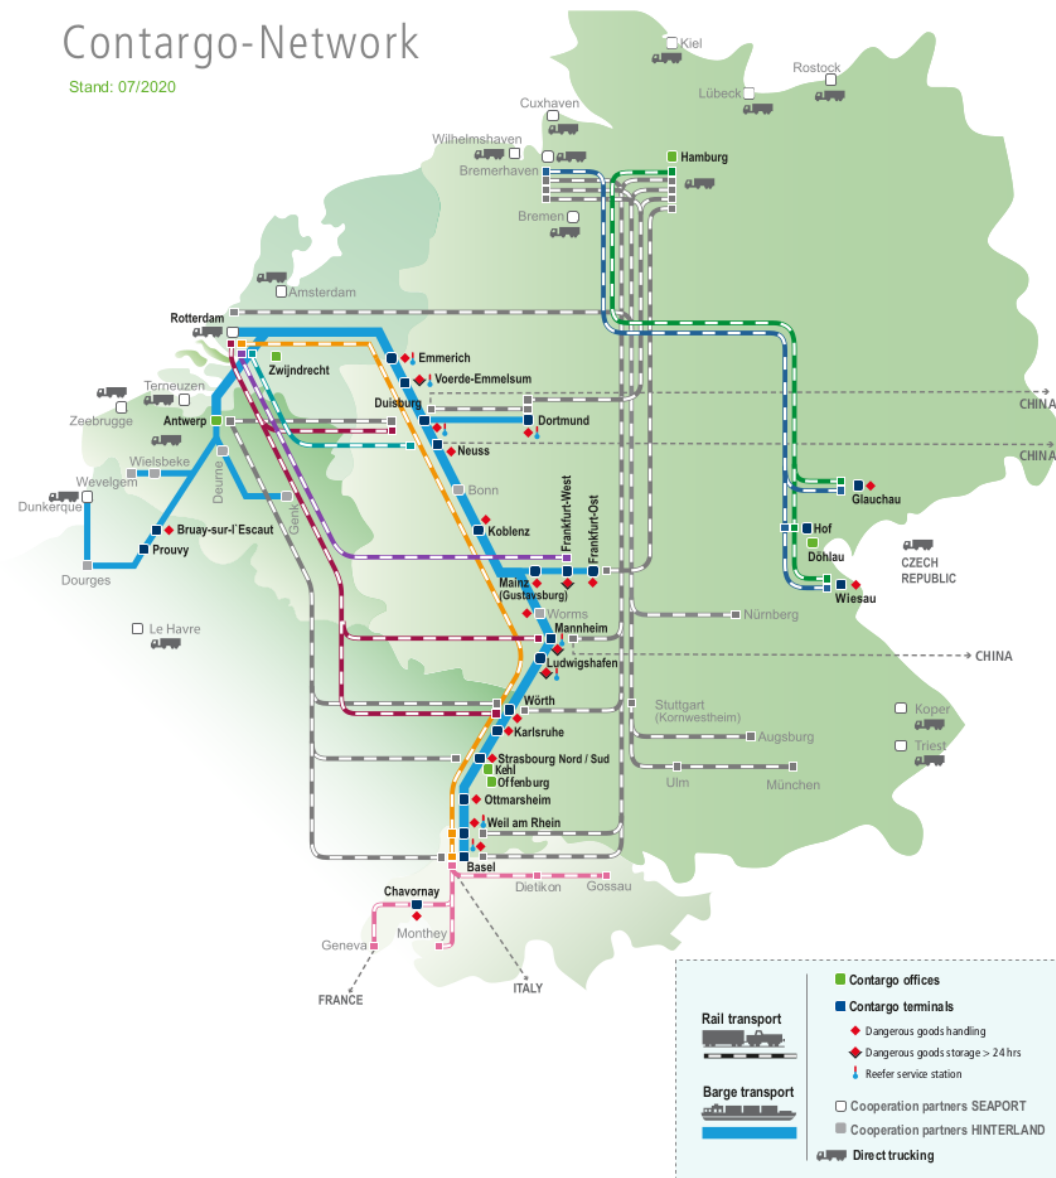 Contargo-Network
Stand: 07/2020
Kiel
Rostock
Lübeck
Cuxhaven
Wilhelmshaven
Bremerhaven
Hamburg
Bremen
Amsterdam
Rotterdam
Zwijndrecht
Emmerich
Voerde-Emmelsum
Duisburg
Terneuzen
Zeebrugge
Antwerp
Dortmund
CHINA
Neuss
CHINA
Wielsbeke
Wevelgem
Deurne
Genk
Dunkerque
Bonn
Glauchau
Bruay-sur-l`Escaut
Prouvy
Koblenz
Frankfurt-West
Frankfurt-Ost
Hof
Döhlau
CZECH
REPUBLIC
Dourges
Mainz
(Gustavsburg)
Wiesau
Worms
Nürnberg
Le Havre
Mannheim
CHINA
Ludwigshafen
Wörth
Stuttgart
(Kornwestheim)
Koper
Karlsruhe
Augsburg
Triest
Strasbourg Nord / Sud
Kehl
Offenburg
Ulm
München
Ottmarsheim
Weil am Rhein
Basel
Dietikon
Gossau
Chavornay
Monthey
Geneva
FRANCE
ITALY
Rail transport
Barge transport
Contargo offices
Contargo terminals
Dangerous goods handling
Dangerous goods storage > 24 hrs
Reefer service station
Cooperation partners SEAPORT
Cooperation partners HINTERLAND
Direct trucking